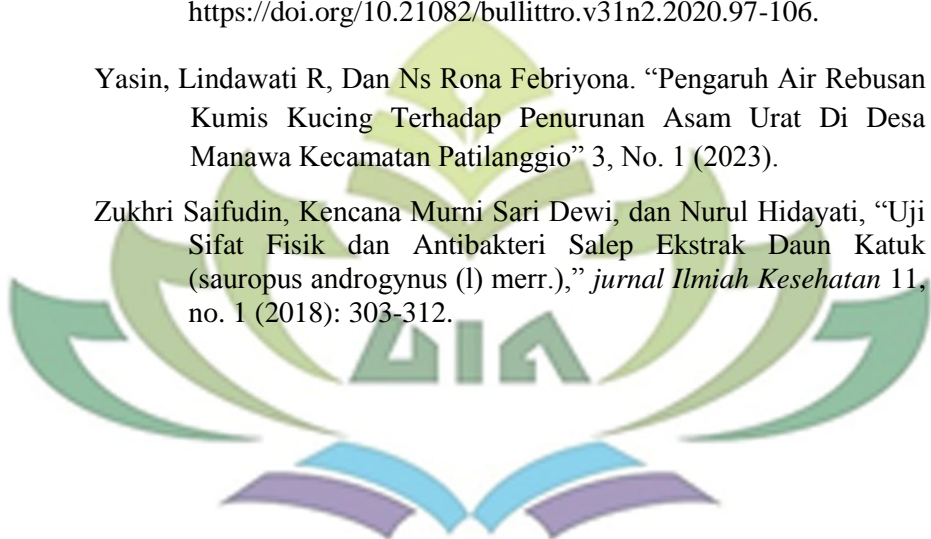 https://doi.org/10.21082/bullittro.v31n2.2020.97-106.
Yasin, Lindawati R, Dan Ns Rona Febriyona. “Pengaruh Air Rebusan
Kumis Kucing Terhadap Penurunan Asam Urat Di Desa
Manawa Kecamatan Patilanggio” 3, No. 1 (2023).
Zukhri Saifudin, Kencana Murni Sari Dewi, dan Nurul Hidayati, “Uji
Sifat Fisik dan Antibakteri Salep Ekstrak Daun Katuk
(sauropus androgynus (l) merr.),” jurnal Ilmiah Kesehatan 11,
no. 1 (2018): 303-312.